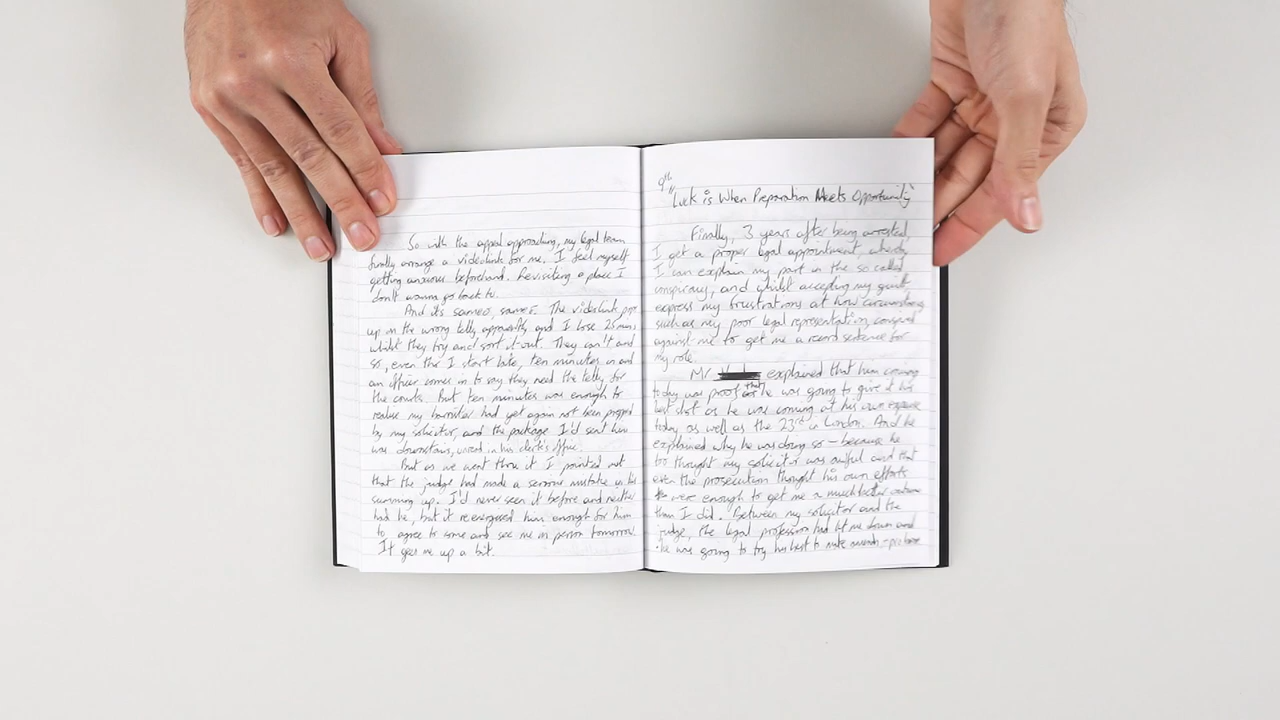 So with the appeal approaching, my legal team
finally arrange a videolink for me. I feel myself
getting anxious beforehand. Revisiting a place I
don't wanna go back to.
And its sames, sames. The videolink pops
up in the wrong telly apparently and I lose 25 mins
whilst they try and sort it out. They can't and
so, even tho I start late, ten minutes in and
an officer comes in to say they need the telly for
the courts. But ten minutes was enough to
realise my barrister had yet again not been prepped
by my solicitor, and the package I'd sent him
was downstairs, unread in his clerk's office.
But as we went thru it I pointed out
that the judge had made a serious mistake in his
summing up. I'd never seen it before and neither
had he, but it energised him enough for him
to agree to come and see me in person tomorrow.
It gees me up a bit.
9th
"Luck is When Preparation Meets Opportunity"
Finally, 3 years after being arrested,
I get a proper legal appointment, whereby
I can explain my part in the so called
conspiracy, and whilst accepting my guilt,
express my frustrations at how circumstances
such as my poor legal representation, conspired
against me to get me a record sentence for
my role.
Mr explained that him coming
today was proof that he was going to give it his
best shot as he was coming at his own expense
today as well as the 23rd in London. And he
explained why he was doing so - because he
too thought my solicitor was awful and that
even the prosecution thought his own efforts
were enough to get me a much better outcome
than I did. Between my solicitor and the
judge, the legal profession had let me down and
he was going to try his best to make amends -